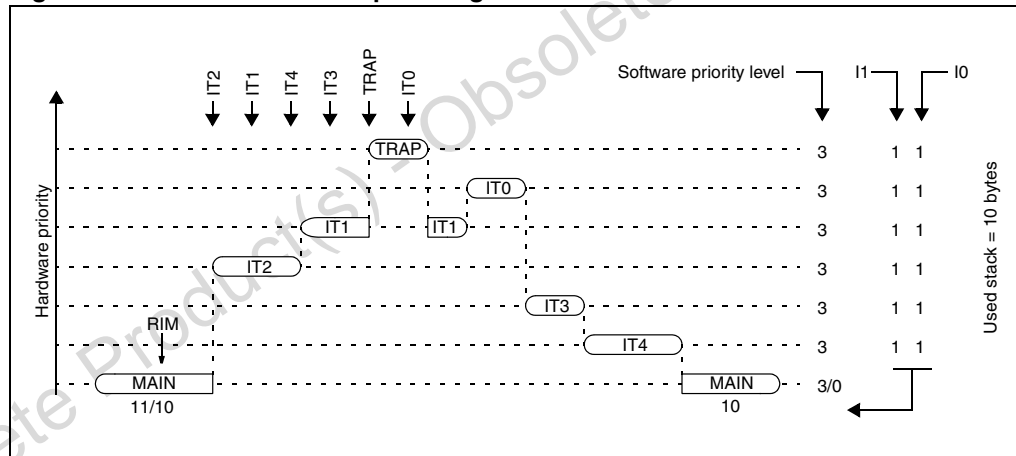 IT2
IT1
IT4
IT3
TRAP
IT0
Software priority level
I1
I0
TRAP
3
1 1
IT0
3
1 1
IT1
IT1
3
1 1
IT2
3
1 1
IT3
3
1 1
RIM
IT4
3
1 1
MAIN
MAIN
3/0
11/10
10
Hardware priority
Used stack = 10 bytes
ete Product(s) - Obsolete